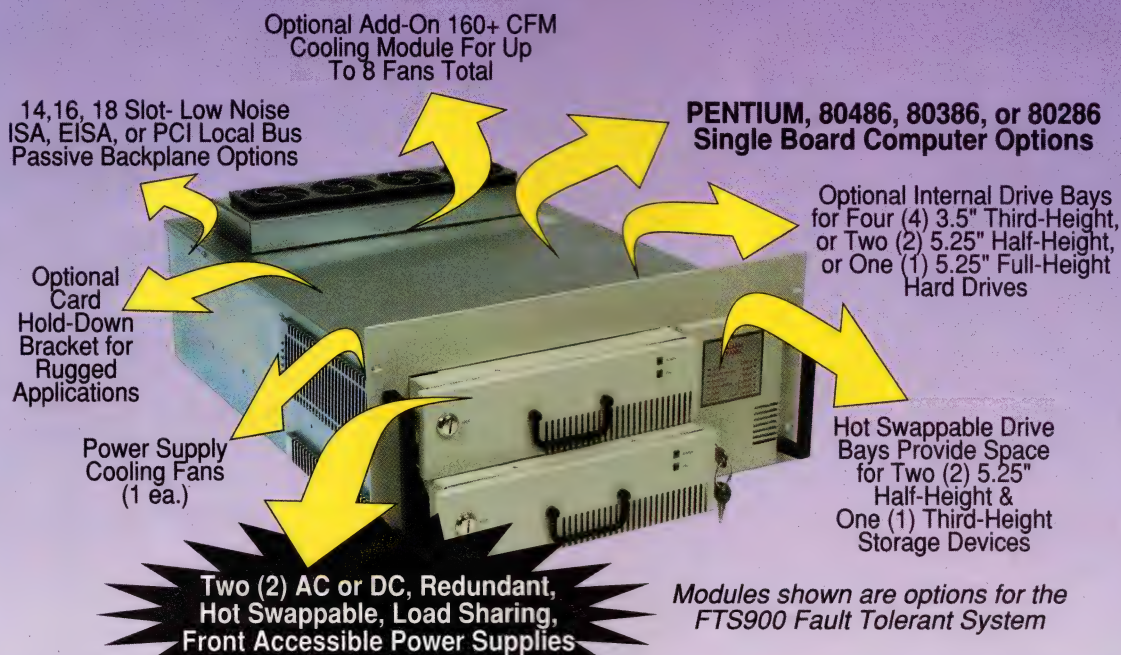 Optional Add-On 160+ CFM
Cooling Module For Up
To 8 Fans Total
14,16, 18 Slot- Low Noise
ISA, EISA, or PCI Local Bus
Passive Backplane Options
PENTIUM, 80486, 80386, or 80286
Single Board Computer Options
Optional Internal Drive Bays
for Four (4) 3.5" Third-Height,
or Two (2) 5.25" Half-Height,
or One (1) 5.25" Full-Height
Hard Drives
Optional
Card
Hold-Down
Bracket for
Rugged
Applications
Power Supply
Cooling Fans
(1 ea.)
Hot Swappable Drive
Bays Provide Space
for Two (2) 5.25"
Half-Height &
One (1) Third-Height
Storage Devices
Two (2) AC or DC, Redundant,
Hot Swappable, Load Sharing,
Front Accessible Power Supplies
Modules shown are options for the
FTS900 Fault Tolerant System